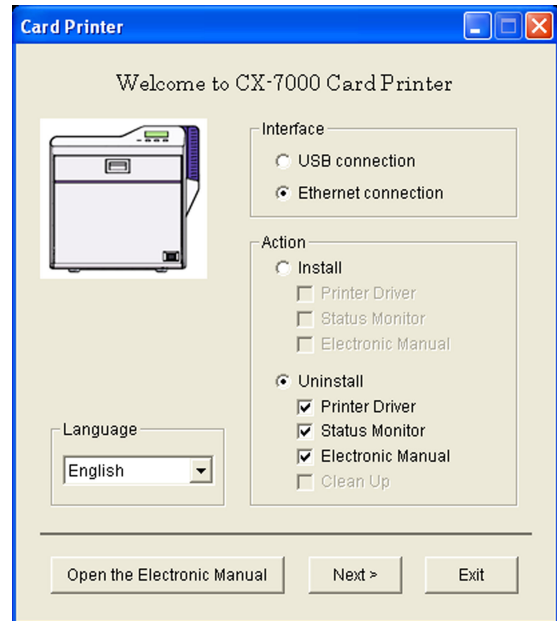 Card Printer
Welcome to CX-7000 Card Printer
Interface
USB connection
Ethernet connection
Action
Install
Printer Driver
Status Monitor
Electronic Manual
Uninstall
Printer Driver
Status Monitor
Electronic Manual
Clean Up
Language
English
Open the Electronic Manual
Next >
Exit